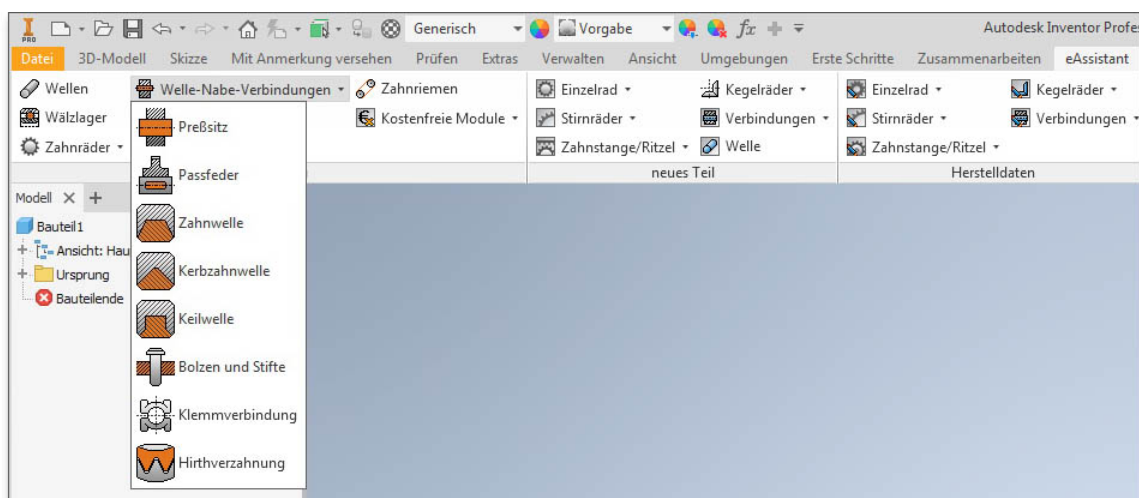 PRO Generisch Vorgabe fx Autodesk Inventor Profes
Datei 3D-Modell Skizze Mit Anmerkung versehen Prüfen Extras Verwalten Ansicht Umgebungen Erste Schritte Zusammenarbeiten eAssistant
Wellen Welle-Nabe-Verbindungen Zahnriemen Einzelrad Kegelräder Einzelrad Kegelräder
Wälzlager Kostenfreie Module Stirnräder Verbindungen Stirnräder Verbindungen
Zahnräder Zahnstange/Ritzel Welle Zahnstange/Ritzel
neues Teil Herstelldaten
Preßsitz
Passfeder
Zahnwelle
Kerbzahnwelle
Keilwelle
Bolzen und Stifte
Klemmverbindung
Hirthverzahnung
Modell
Bauteil1
Ansicht: Hau
Ursprung
Bauteilende